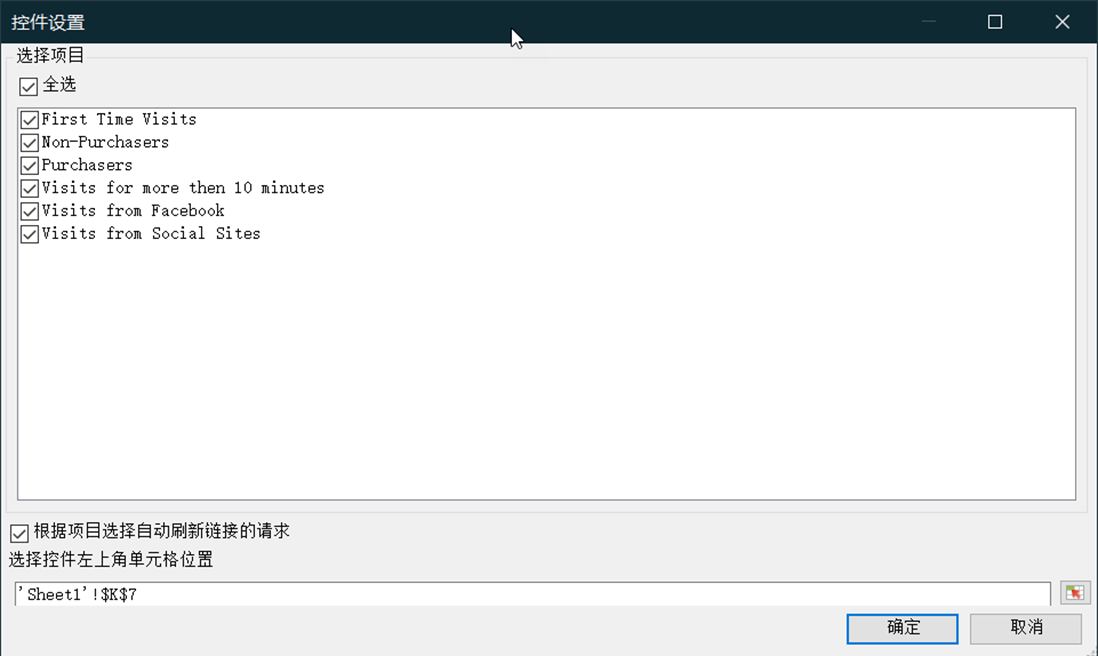 控件设置
选择项目
全选
First Time Visits
Non-Purchasers
Purchasers
Visits for more then 10 minutes
Visits from Facebook
Visits from Social Sites
根据项目选择自动刷新链接的请求
选择控件左上角单元格位置
'Sheet1'!$K$7
确定 取消